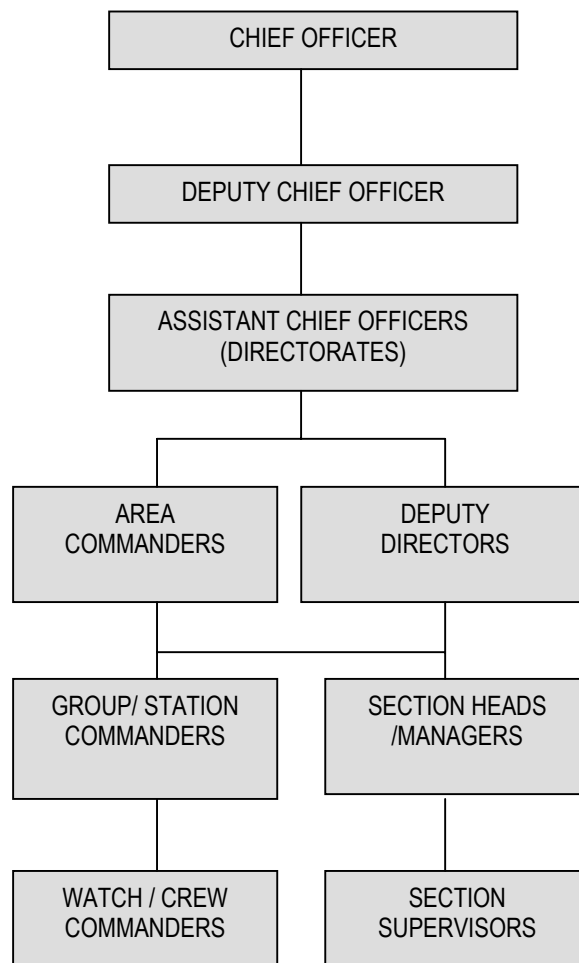 CHIEF OFFICER
DEPUTY CHIEF OFFICER
ASSISTANT CHIEF OFFICERS
(DIRECTORATES)
AREA
COMMANDERS
DEPUTY
DIRECTORS
GROUP/ STATION
COMMANDERS
SECTION HEADS
/MANAGERS
WATCH / CREW
COMMANDERS
SECTION
SUPERVISORS